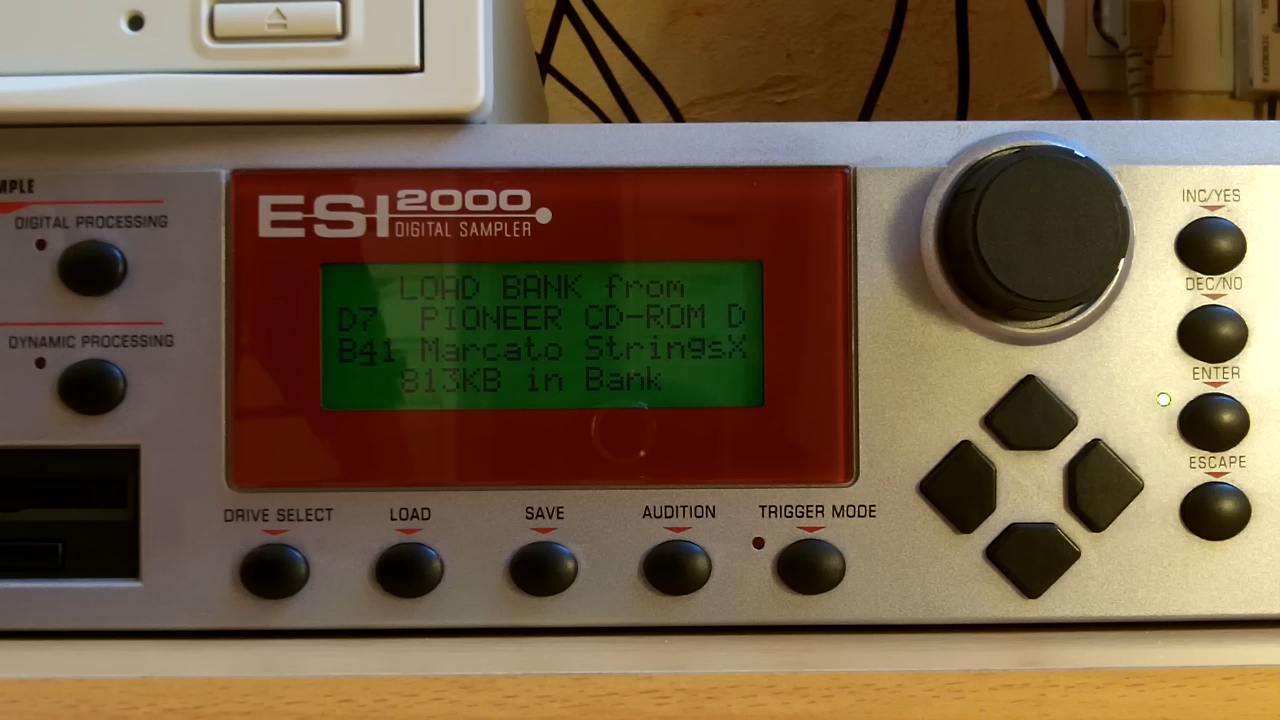 MPLE
DIGITAL PROCESSING
DYNAMIC PROCESSING
ESI 2000
DIGITAL SAMPLER
LOAD BANK from
D7 PIONEER CD-ROM D
B41 Marcato StringsX
813KB in Bank
DRIVE SELECT
LOAD
SAVE
AUDITION
TRIGGER MODE
INC/YES
DEC/NO
ENTER
ESCAPE